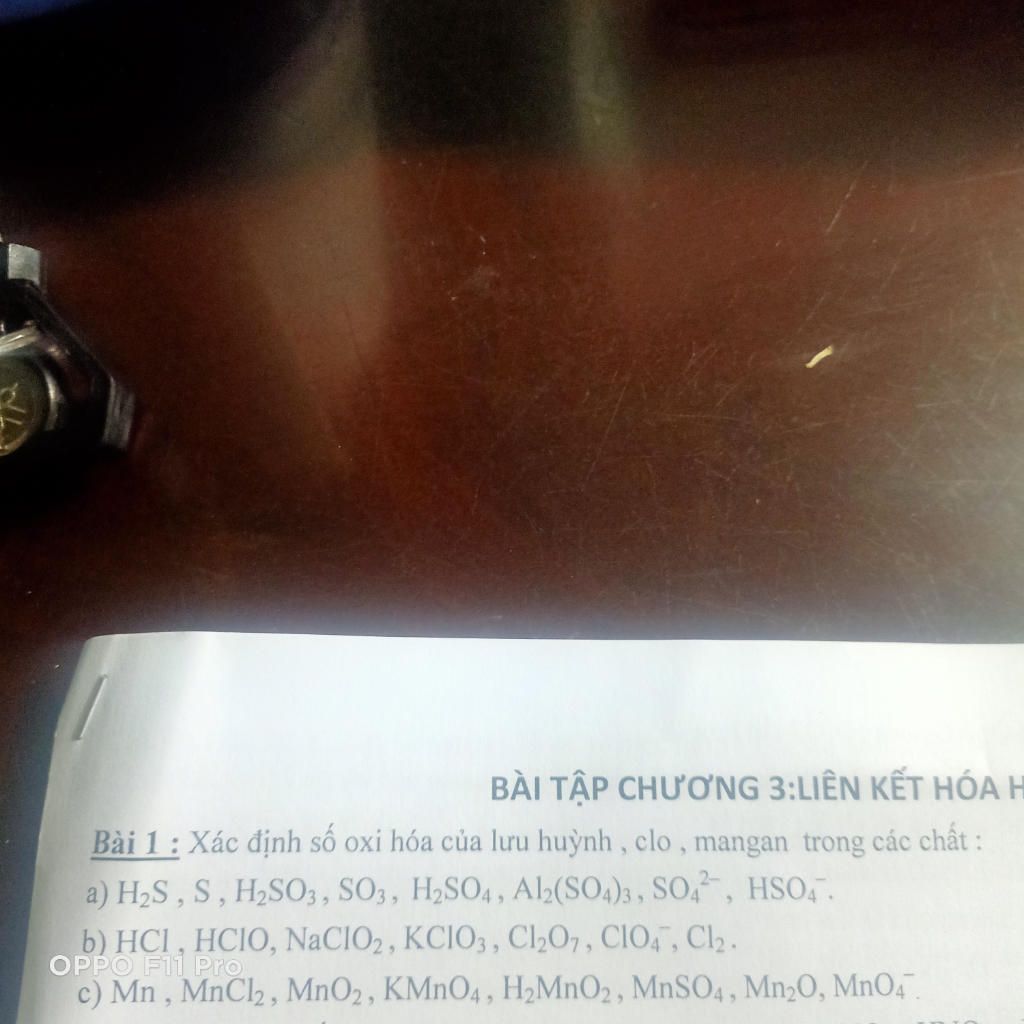 BÀI TẬP CHƯƠNG 3:LIÊN KẾT HÓA
Bài 1 : Xác định số oxi hóa của lưu huỳnh , clo , mangan trong các chất :
a) H₂S , S , H₂SO₃ , SO₃ , H₂SO₄ , Al₂(SO₄)₃ , SO₄²⁻ , HSO₄⁻ .
b) HCl , HClO, NaClO₂ , KClO₃ , Cl₂O₇ , ClO₄⁻ , Cl₂ .
OPPO F11 Pro
c) Mn , MnCl₂ , MnO₂ , KMnO₄ , H₂MnO₂ , MnSO₄ , Mn₂O, MnO₄⁻ .